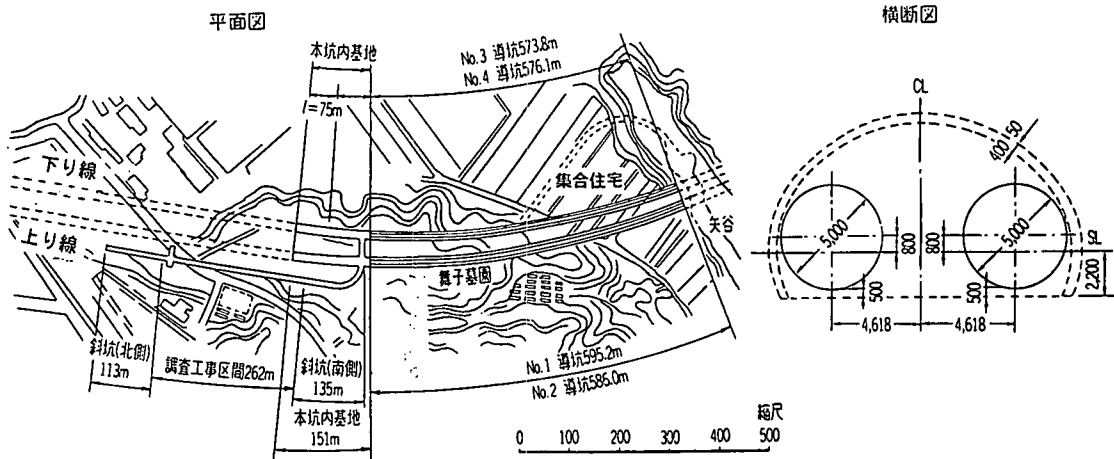 平面図
横断図
本坑内基地
No.3 導坑573.8m
No.4 導坑576.1m
l=75m
下り線
上り線
集合住宅
矢谷
舞子墓園
斜坑(北側)
113m
調査工事区間262m
斜坑(南側)
135m
本坑内基地
151m
No.1 導坑595.2m
No.2 導坑586.0m
縮尺
0 100 200 300 400 500
CL
400 50
5,000
5,000
800
800
SL
2,200
500
500
4,618
4,618